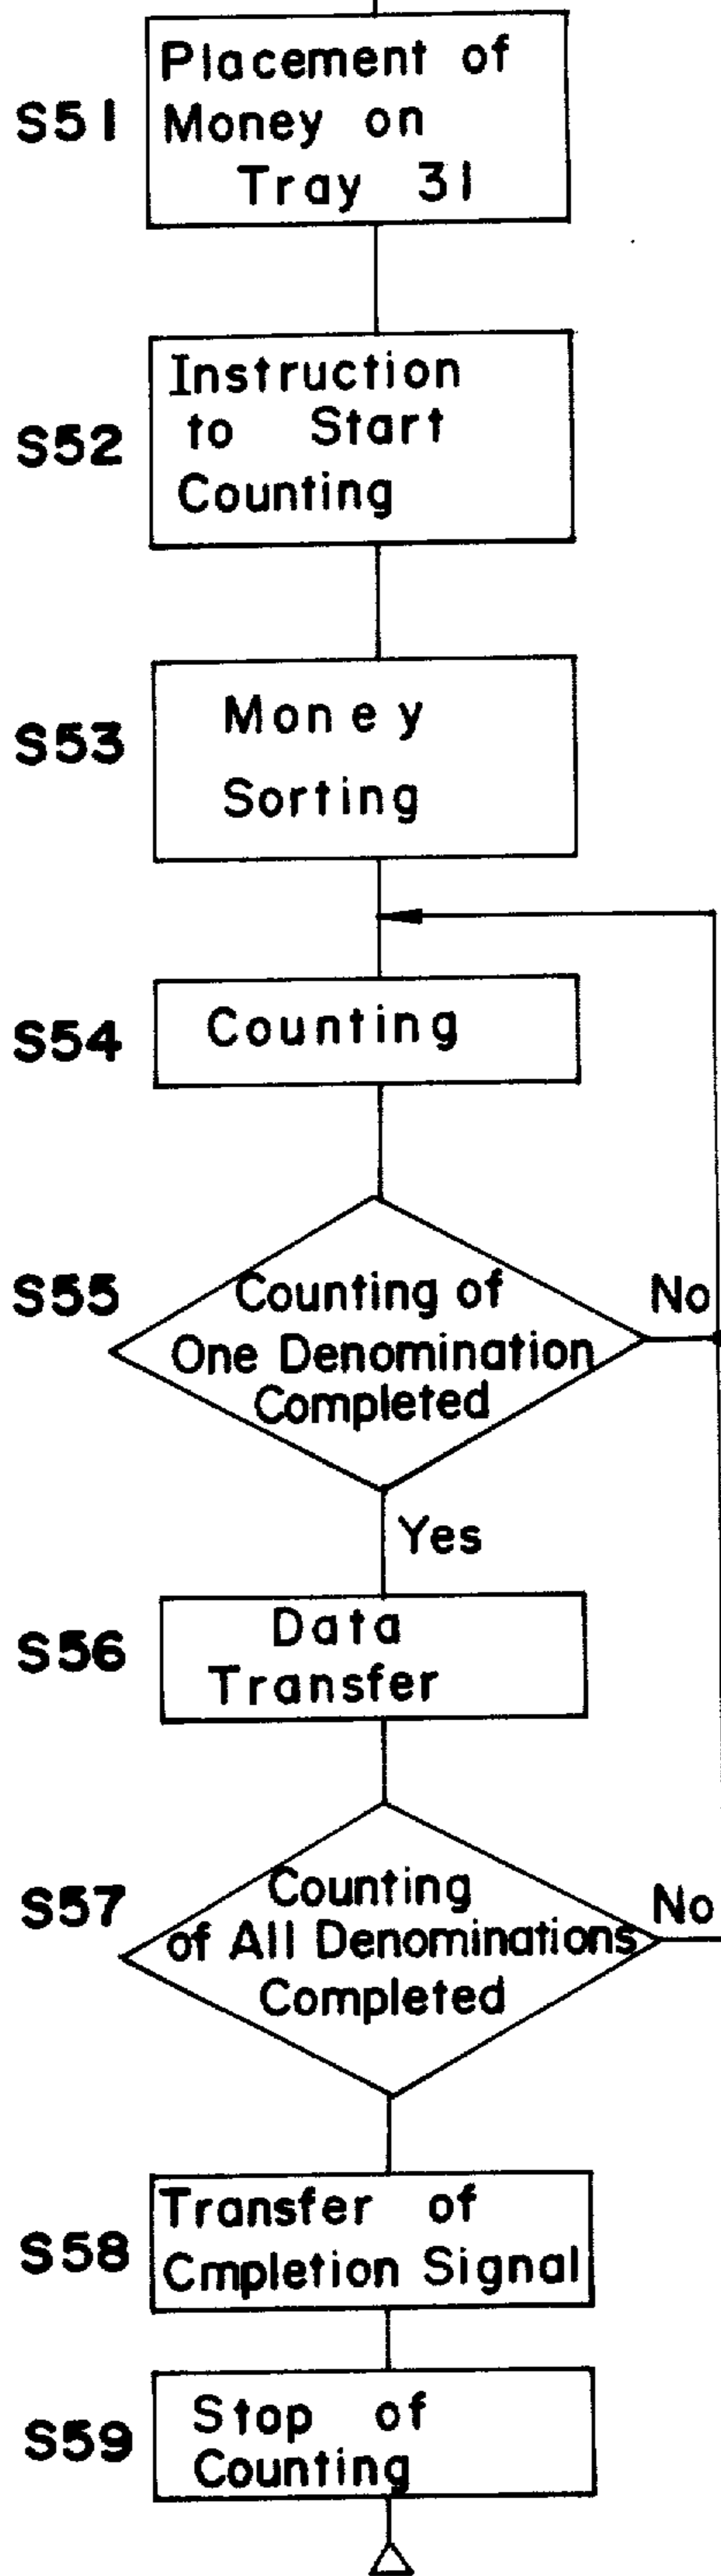 S51
Placement of
Money on
Tray 31
S52
Instruction
to Start
Counting
S53
Money
Sorting
S54
Counting
S55
Counting of
One Denomination
Completed
No
Yes
S56
Data
Transfer
S57
Counting
of All Denominations
Completed
No
S58
Transfer of
Cmpletion Signal
S59
Stop of
Counting